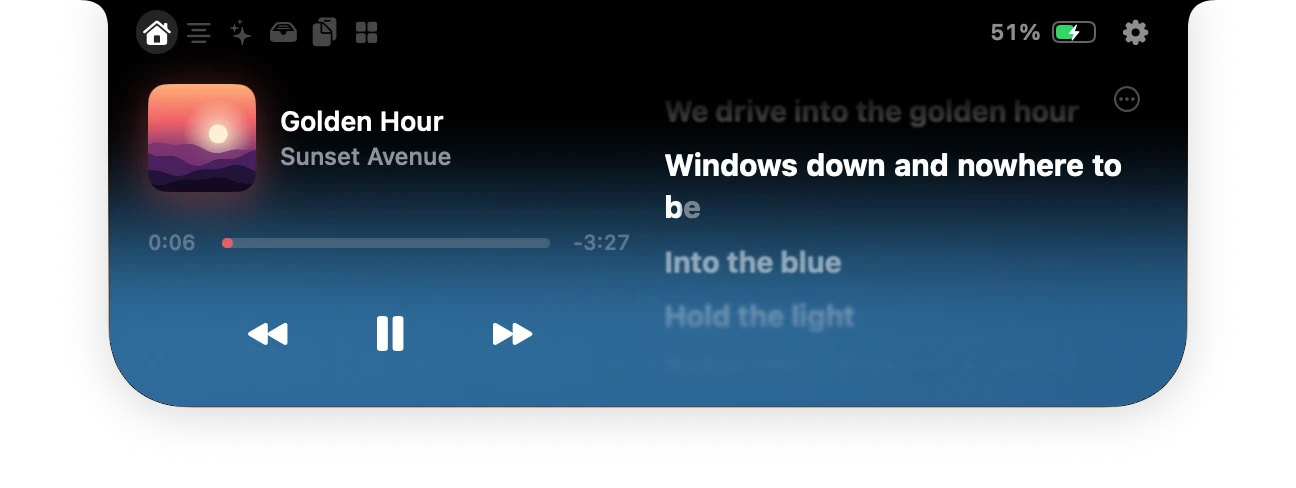 51%
Golden Hour
Sunset Avenue
0:06
-3:27
We drive into the golden hour
Windows down and nowhere to
be
Into the blue
Hold the light